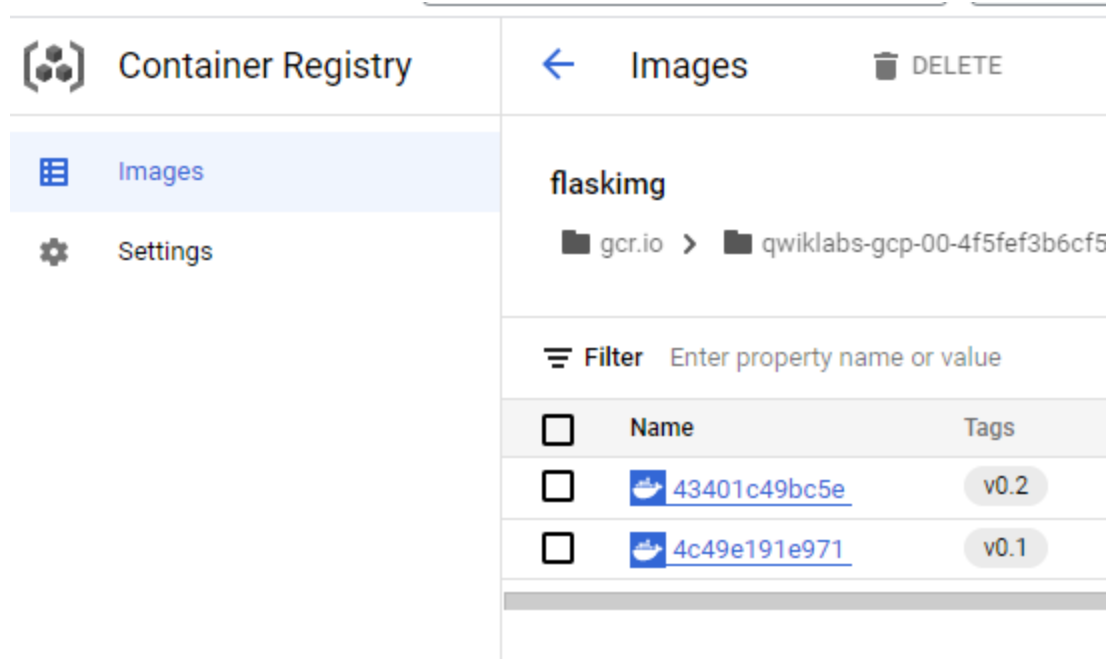 Container Registry
Images
DELETE
Images
Settings
flaskimg
gcr.io > qwiklabs-gcp-00-4f5fef3b6cf5
Filter Enter property name or value
Name Tags
43401c49bc5e v0.2
4c49e191e971 v0.1